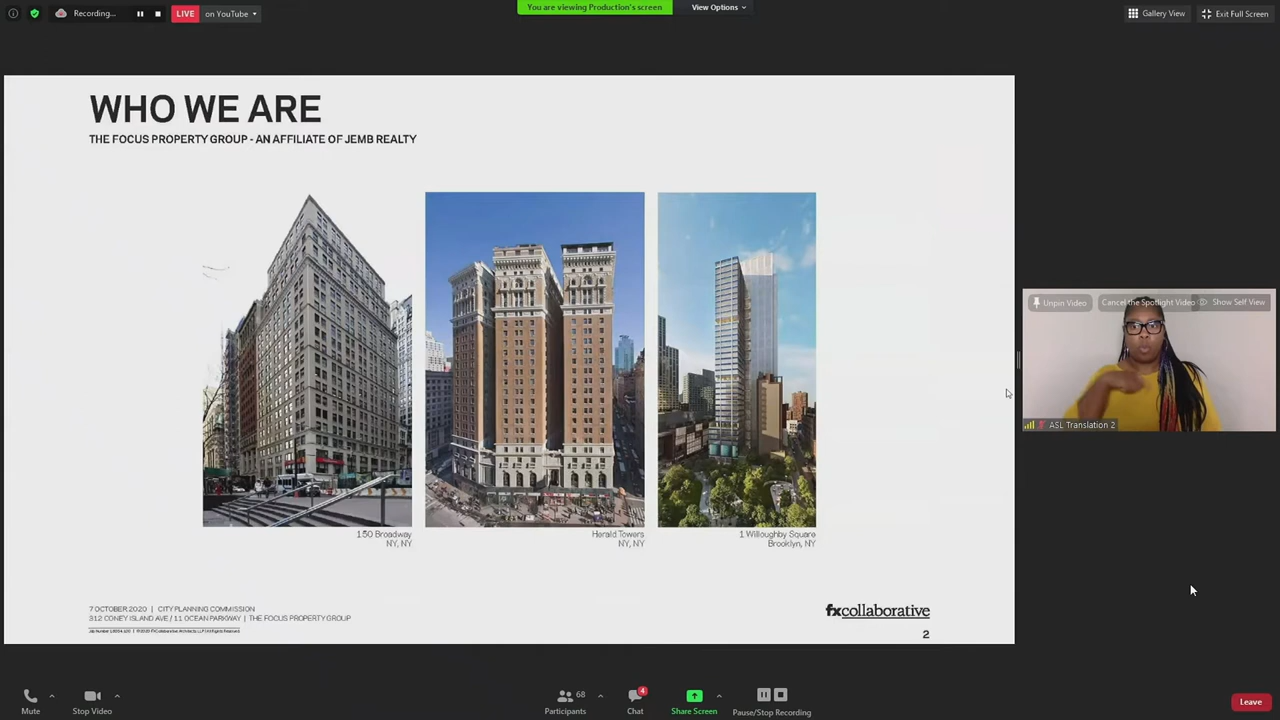 Recording...
LIVE
on YouTube
You are viewing Production's screen
View Options
Gallery View
Exit Full Screen
WHO WE ARE
THE FOCUS PROPERTY GROUP - AN AFFILIATE OF JEMB REALTY
150 Broadway
NY, NY
Herald Towers
NY, NY
1 Willoughby Square
Brooklyn, NY
7 OCTOBER 2020 | CITY PLANNING COMMISSION
312 CONEY ISLAND AVE / 11 OCEAN PARKWAY | THE FOCUS PROPERTY GROUP
fxcollaborative
2
Unpin Video
Cancel the Spotlight Video
Show Self View
ASL Translation 2
Mute
Stop Video
68
Participants
4
Chat
Share Screen
Pause/Stop Recording
Leave